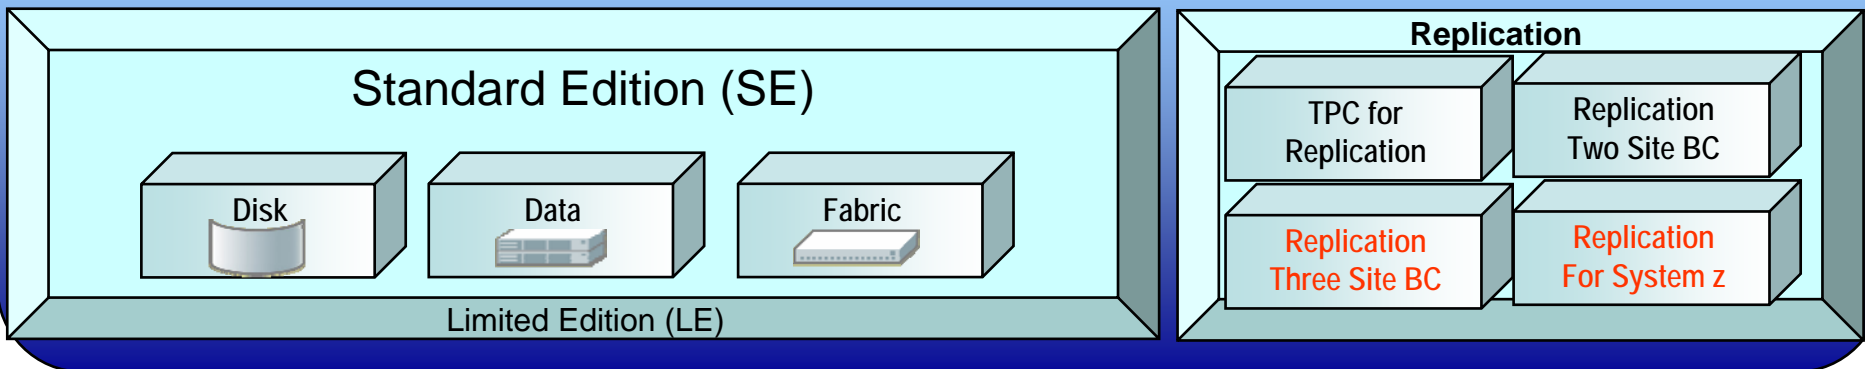 Standard Edition (SE)
Disk
Data
Fabric
Limited Edition (LE)
Replication
TPC for
Replication
Replication
Two Site BC
Replication
Three Site BC
Replication
For System z